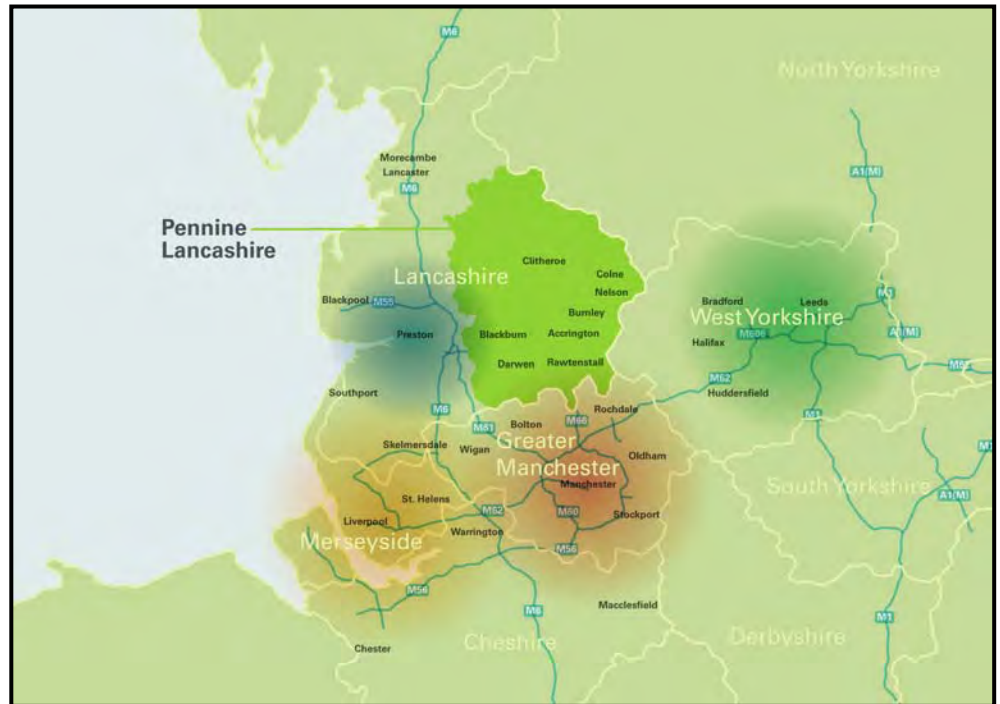 M6
North Yorkshire
Morecambe
Lancaster
M6
A1(M)
Pennine
Lancashire
Clitheroe
Lancashire
Colne
Nelson
Blackpool
M55
Burnley
Bradford
Leeds
M1
West Yorkshire
Preston
Blackburn
Accrington
M606
A1(M)
Halifax
Darwen
Rawtenstall
M62
M62
Huddersfield
Southport
M6
Rochdale
M66
M1
Bolton
M61
Greater
Manchester
Skelmersdale
Wigan
Oldham
M1
Manchester
South Yorkshire
A1(M)
St. Helens
M62
M60
Stockport
Liverpool
Warrington
Merseyside
M56
M56
Macclesfield
M6
M1
Cheshire
Derbyshire
Chester